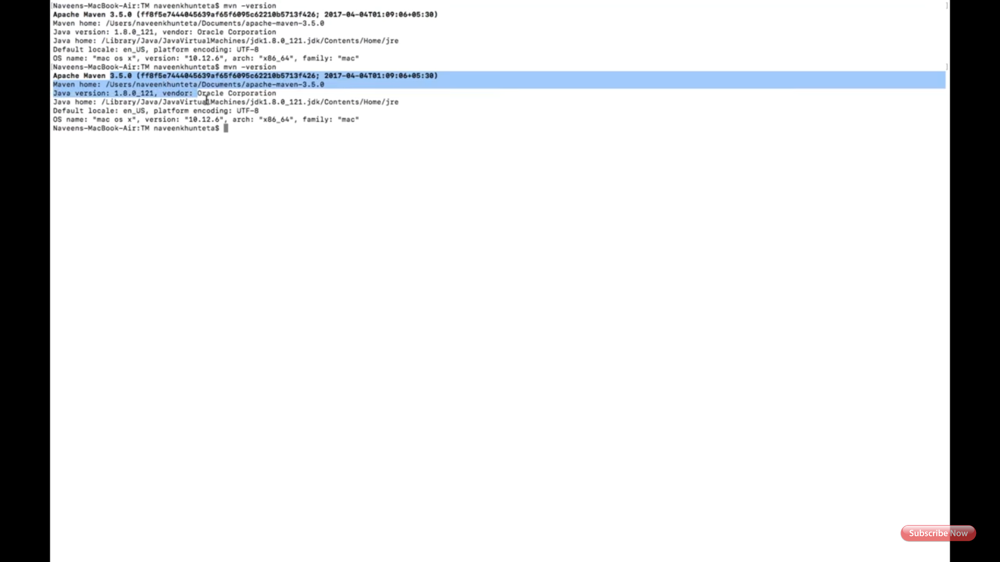 [Naveens-MacBook-Air:TM naveenkhunteta$ mvn -version ]
Apache Maven 3.5.0 (ff8f5e7444045639af65f6095c62210b5713f426; 2017-04-04T01:09:06+05:30)
Maven home: /Users/naveenkhunteta/Documents/apache-maven-3.5.0
Java version: 1.8.0_121, vendor: Oracle Corporation
Java home: /Library/Java/JavaVirtualMachines/jdk1.8.0_121.jdk/Contents/Home/jre
Default locale: en_US, platform encoding: UTF-8
OS name: "mac os x", version: "10.12.6", arch: "x86_64", family: "mac"
[Naveens-MacBook-Air:TM naveenkhunteta$ mvn -version ]
Apache Maven 3.5.0 (ff8f5e7444045639af65f6095c62210b5713f426; 2017-04-04T01:09:06+05:30)
Maven home: /Users/naveenkhunteta/Documents/apache-maven-3.5.0
Java version: 1.8.0_121, vendor: Oracle Corporation
Java home: /Library/Java/JavaVirtualMachines/jdk1.8.0_121.jdk/Contents/Home/jre
Default locale: en_US, platform encoding: UTF-8
OS name: "mac os x", version: "10.12.6", arch: "x86_64", family: "mac"
Naveens-MacBook-Air:TM naveenkhunteta$
Subscribe Now